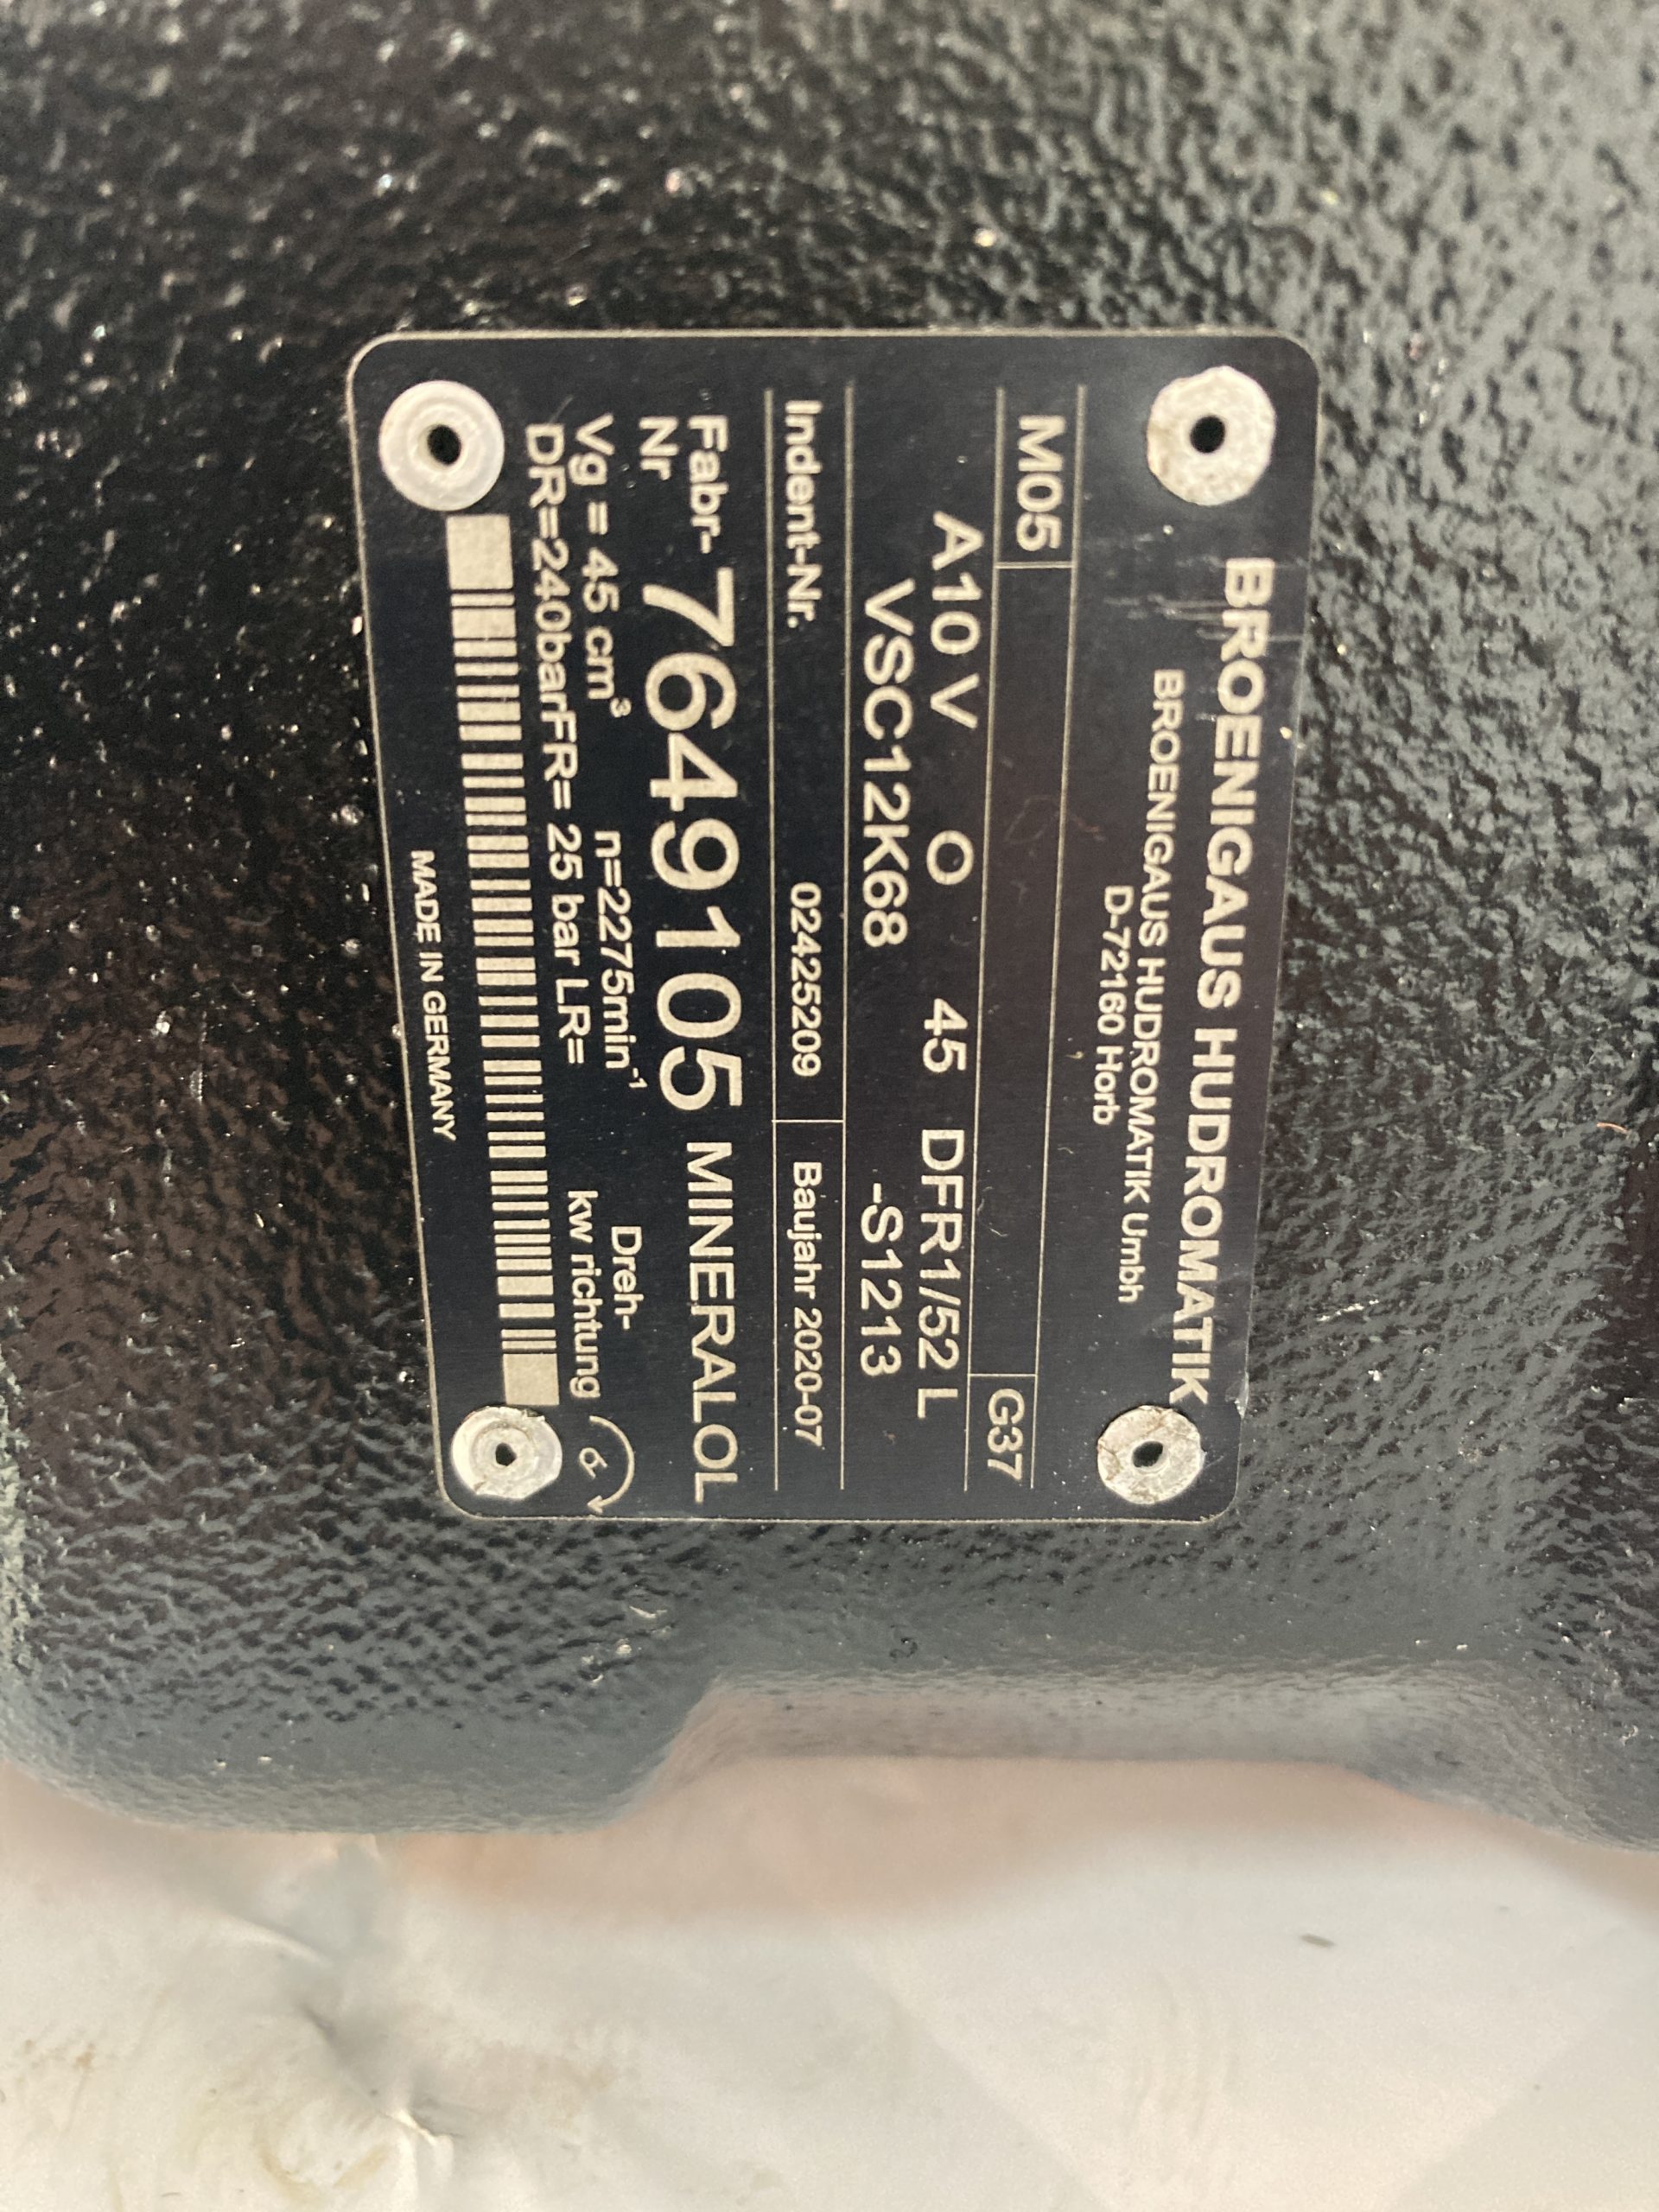 BROENIGAUS HUDROMATIK
BROENIGAUS HUDROMATIK Umbh
D-72160 Horb
M05 G37
A10 V O 45 DFR1/52 L
VSC12K68 -S1213
Indent-Nr. 02425209 Baujahr 2020-07
Fabr-Nr 7649105 MINERALOL
Vg = 45 cm³ n=2275min⁻¹ Dreh-
DR=240barFR= 25 bar LR= kw richtung
MADE IN GERMANY